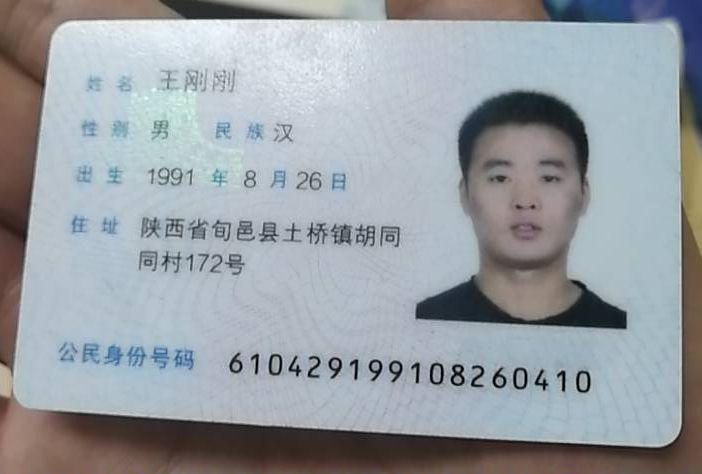 姓名 王刚刚
性别 男 民族 汉
出生 1991 年 8 月 26 日
住址 陕西省旬邑县土桥镇胡同
同村172号
公民身份号码 610429199108260410